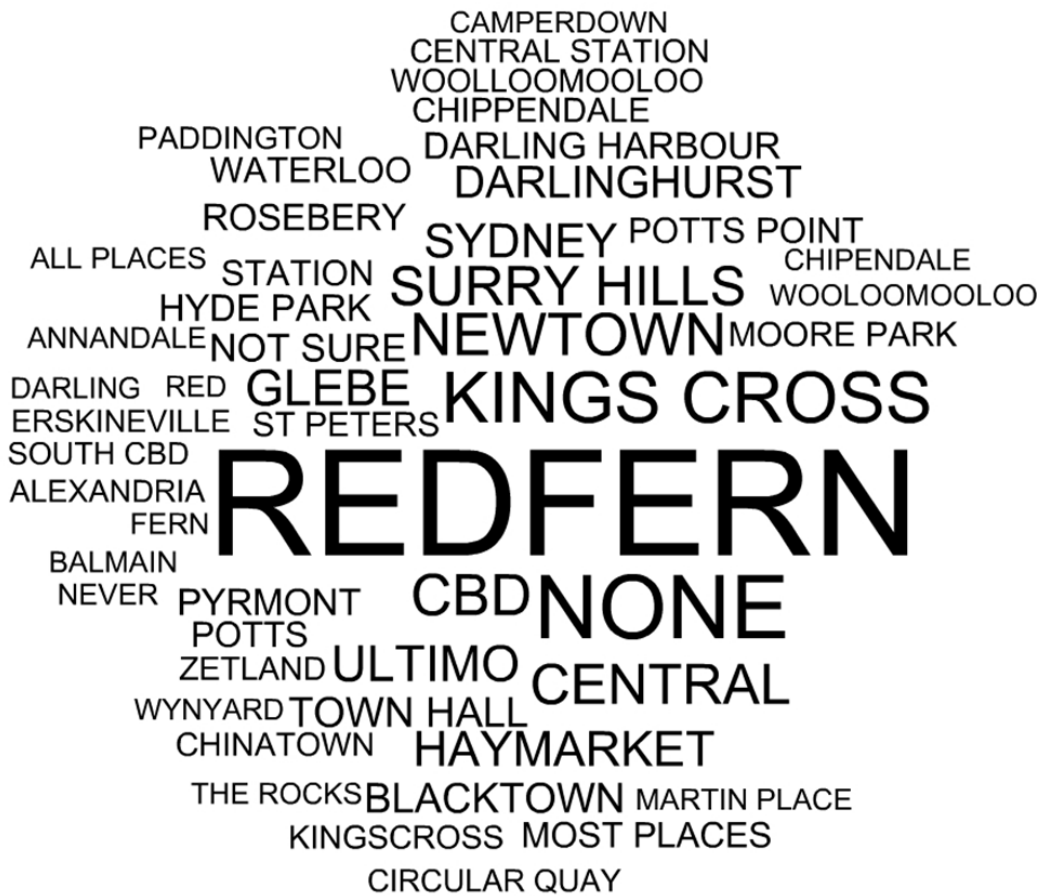 CAMPERDOWN
CENTRAL STATION
WOOLLOOMOOLOO
CHIPPENDALE
PADDINGTON
DARLING HARBOUR
WATERLOO
DARLINGHURST
ROSEBERY
SYDNEY
POTTS POINT
ALL PLACES
STATION
SURRY HILLS
CHIPENDALE
HYDE PARK
WOOLOOMOOLOO
ANNANDALE
NOT SURE
NEWTOWN
MOORE PARK
DARLING
RED
GLEBE
KINGS CROSS
ERSKINEVILLE
ST PETERS
SOUTH CBD
REDFERN
ALEXANDRIA
FERN
BALMAIN
NEVER
PYRMONT
CBD
NONE
POTTS
ZETLAND
ULTIMO
CENTRAL
WYNYARD
TOWN HALL
CHINATOWN
HAYMARKET
THE ROCKS
BLACKTOWN
MARTIN PLACE
KINGSCROSS
MOST PLACES
CIRCULAR QUAY